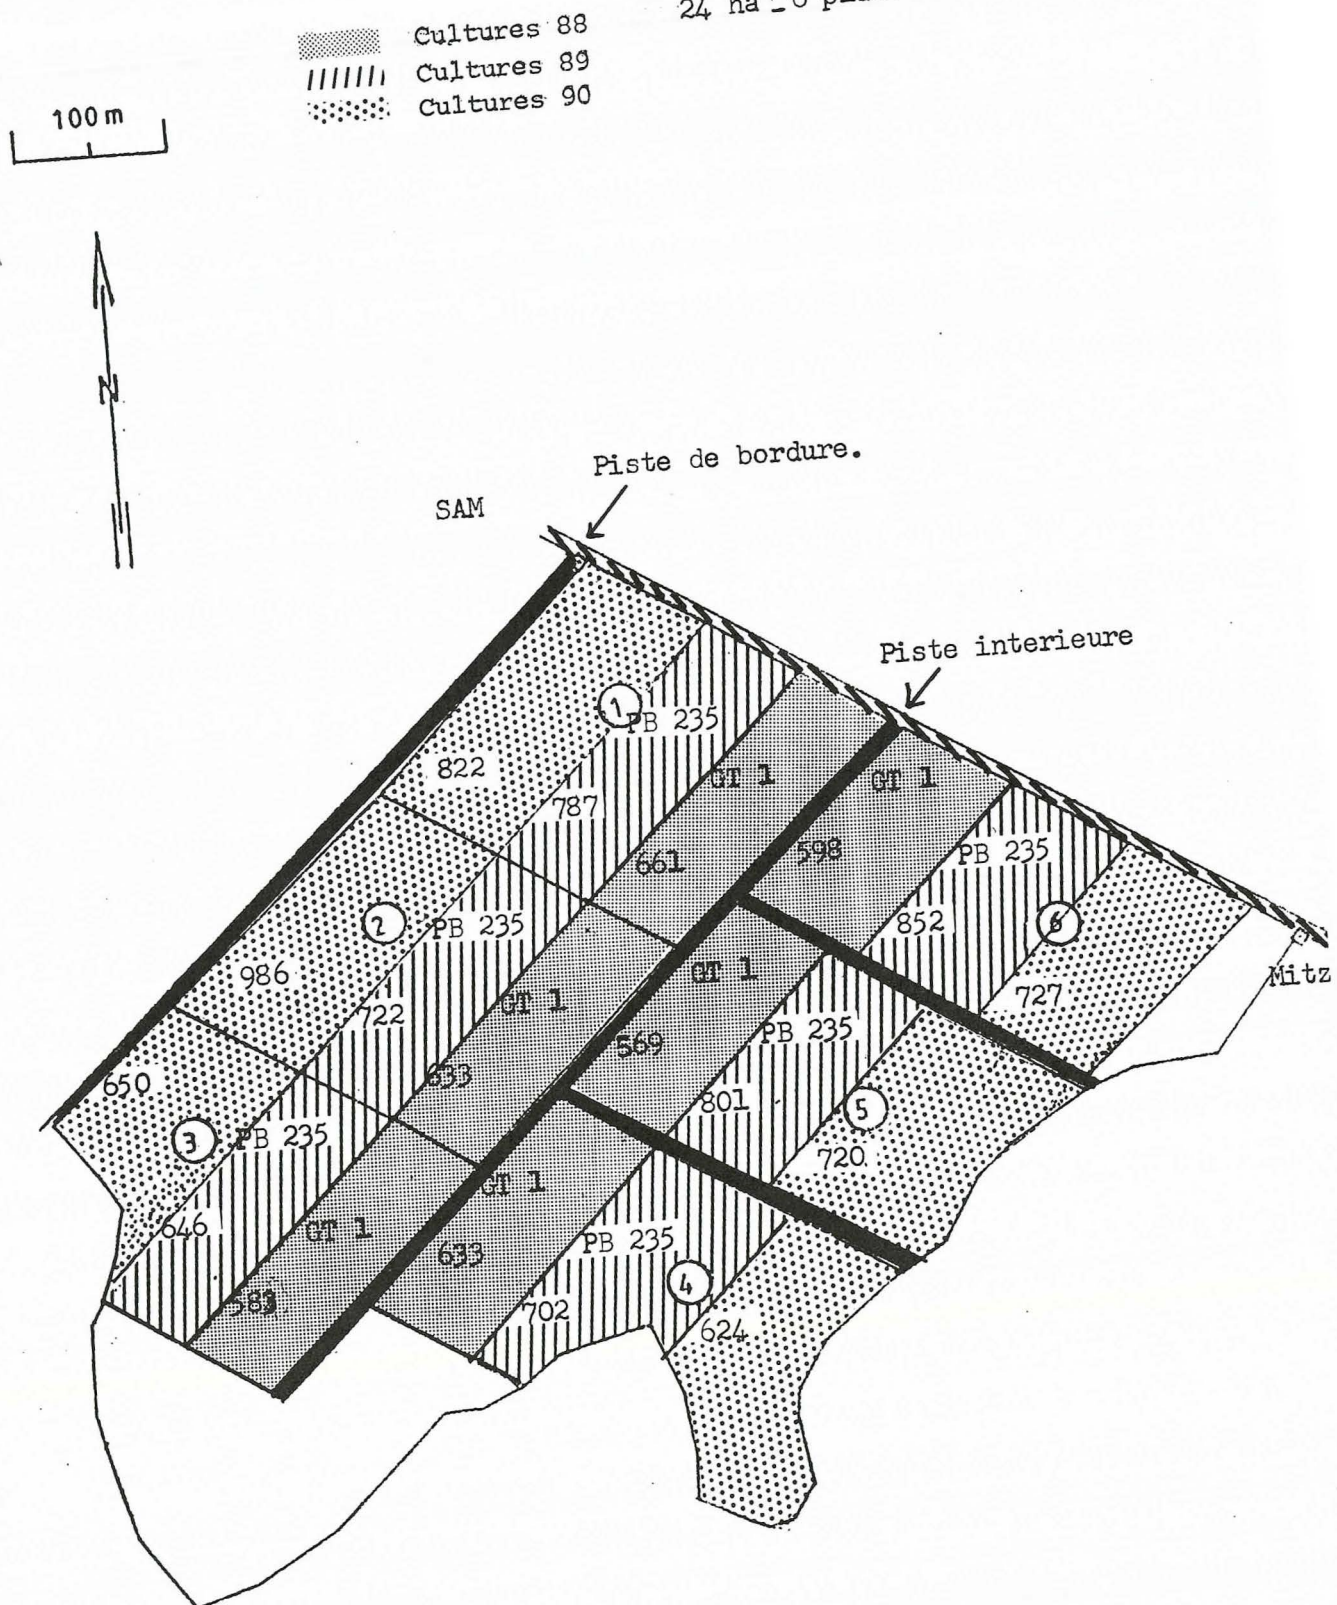 24 ha
Cultures 88
Cultures 89
Cultures 90
100 m
N
Piste de bordure.
SAM
Piste interieure
1
PB 235
GT 1
GT 1
822
787
661
598
PB 235
852
6
727
Mitz
2
PB 235
986
722
GT 1
633
GT 1
569
PB 235
801
5
720
650
3
PB 235
646
GT 1
GT 1
633
PB 235
702
4
624